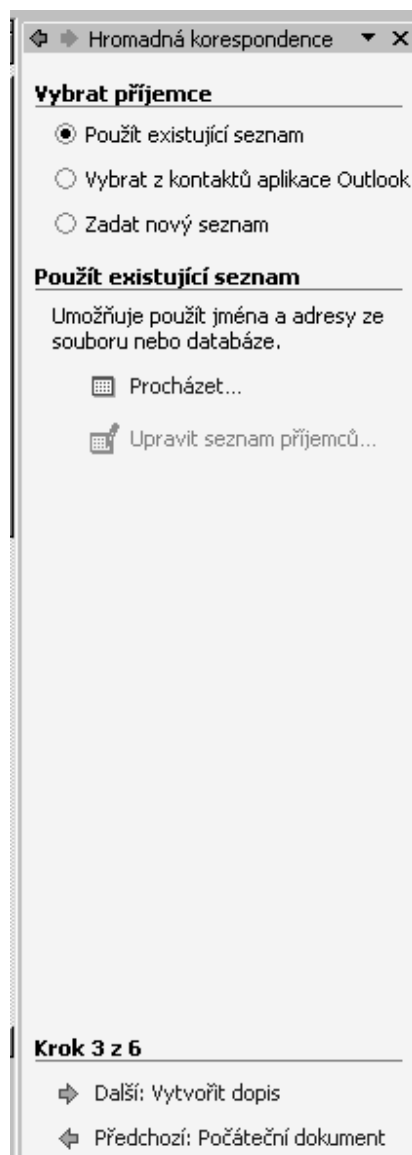 Hromadná korespondence
Vybrat příjemce
Použít existující seznam
Vybrat z kontaktů aplikace Outlook
Zadat nový seznam
Použít existující seznam
Umožňuje použít jména a adresy ze
souboru nebo databáze.
Procházet...
Upravit seznam příjemců...
Krok 3 z 6
Další: Vytvořit dopis
Předchozí: Počáteční dokument